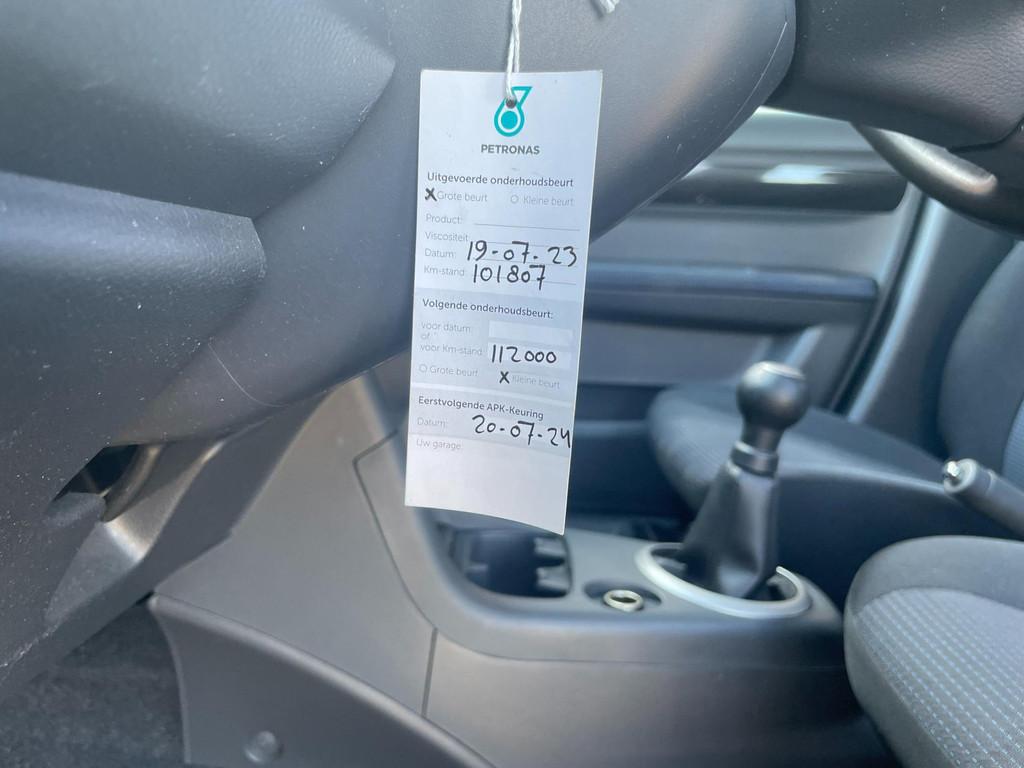 PETRONAS
Uitgevoerde onderhoudsbeurt
X Grote beurt O Kleine beurt
Product:
Viscositeit
Datum: 19-07-23
Km-stand: 101807
Volgende onderhoudsbeurt:
voor datum:
of
voor Km-stand: 112000
O Grote beurt X Kleine beurt
Eerstvolgende APK-Keuring
Datum: 20-07-24
Uw garage: